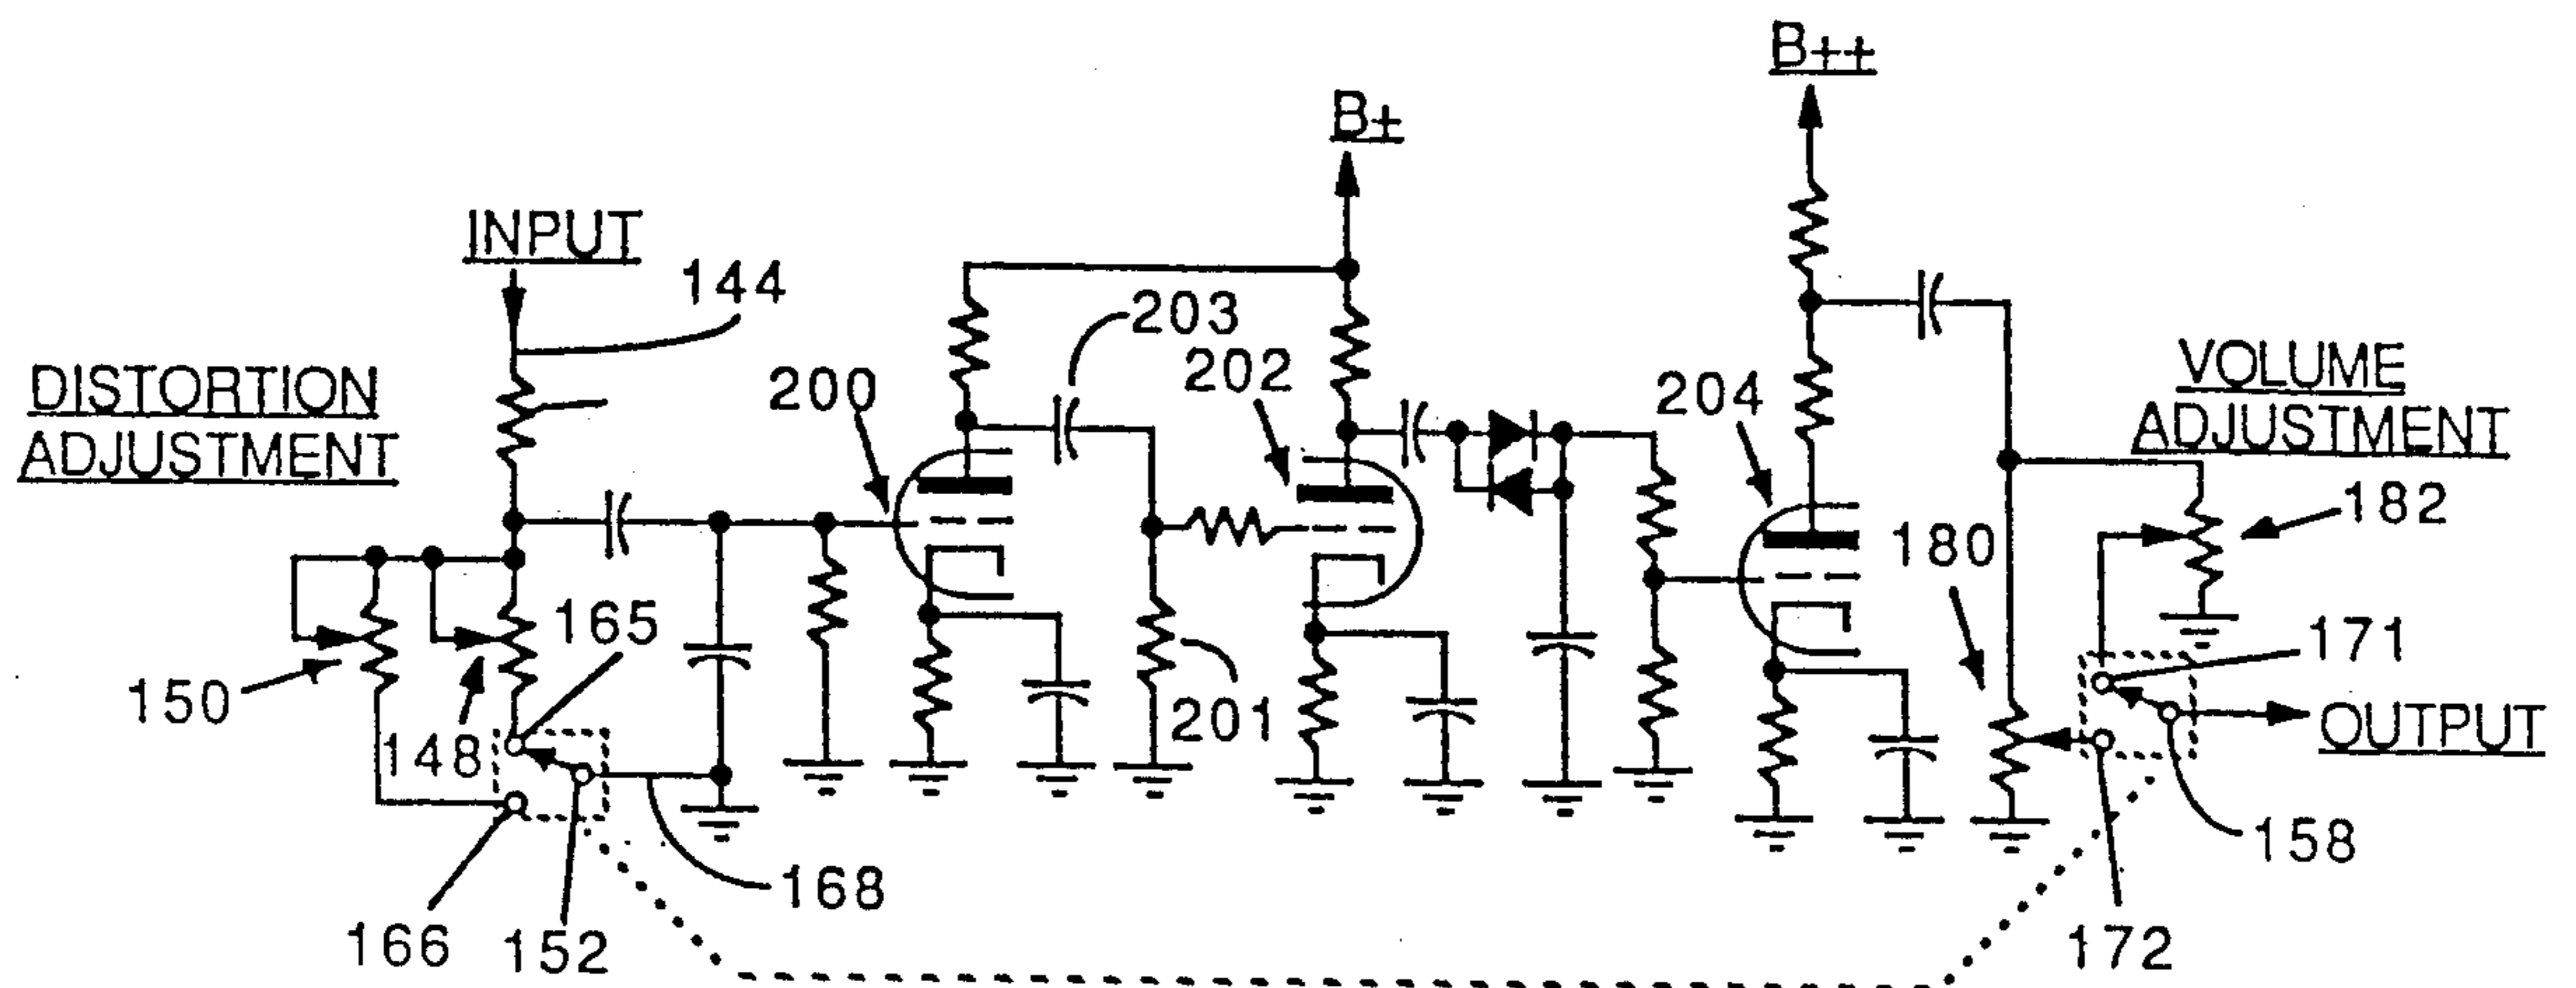 B++
B+
INPUT
144
203
DISTORTION
ADJUSTMENT
200
202
204
VOLUME
ADJUSTMENT
182
180
165
171
150
148
201
OUTPUT
168
158
166
152
172